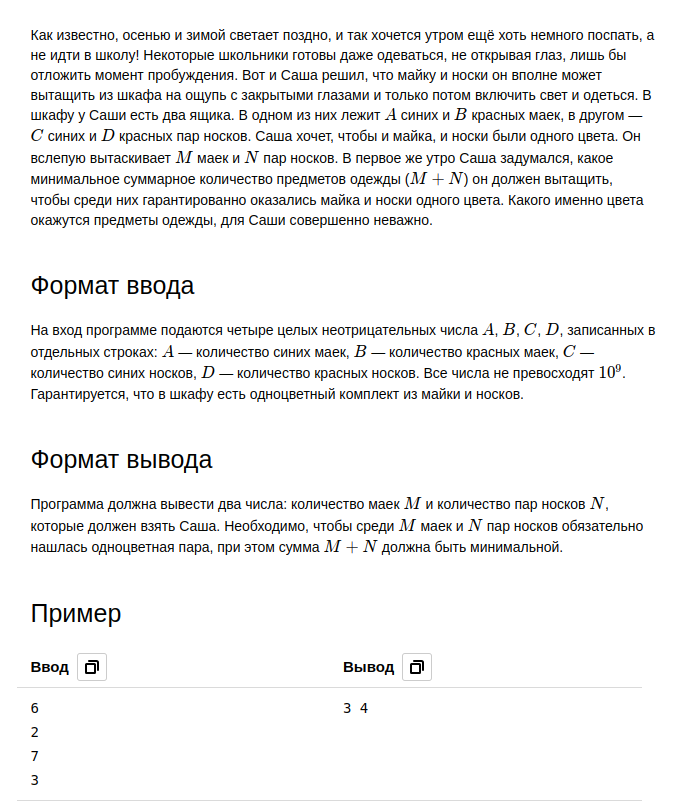 Как известно, осенью и зимой светает поздно, и так хочется утром ещё хоть немного поспать, а
не идти в школу! Некоторые школьники готовы даже одеваться, не открывая глаз, лишь бы
отложить момент пробуждения. Вот и Саша решил, что майку и носки он вполне может
вытащить из шкафа на ощупь с закрытыми глазами и только потом включить свет и одеться. В
шкафу у Саши есть два ящика. В одном из них лежит A синих и B красных маек, в другом —
C синих и D красных пар носков. Саша хочет, чтобы и майка, и носки были одного цвета. Он
вслепую вытаскивает M маек и N пар носков. В первое же утро Саша задумался, какое
минимальное суммарное количество предметов одежды (M + N) он должен вытащить,
чтобы среди них гарантированно оказались майка и носки одного цвета. Какого именно цвета
окажутся предметы одежды, для Саши совершенно неважно.
Формат ввода
На вход программе подаются четыре целых неотрицательных числа A, B, C, D, записанных в
отдельных строках: A — количество синих маек, B — количество красных маек, C —
количество синих носков, D — количество красных носков. Все числа не превосходят 10⁹.
Гарантируется, что в шкафу есть одноцветный комплект из майки и носков.
Формат вывода
Программа должна вывести два числа: количество маек M и количество пар носков N,
которые должен взять Саша. Необходимо, чтобы среди M маек и N пар носков обязательно
нашлась одноцветная пара, при этом сумма M + N должна быть минимальной.
Пример
Ввод Вывод
6 3 4
2
7
3